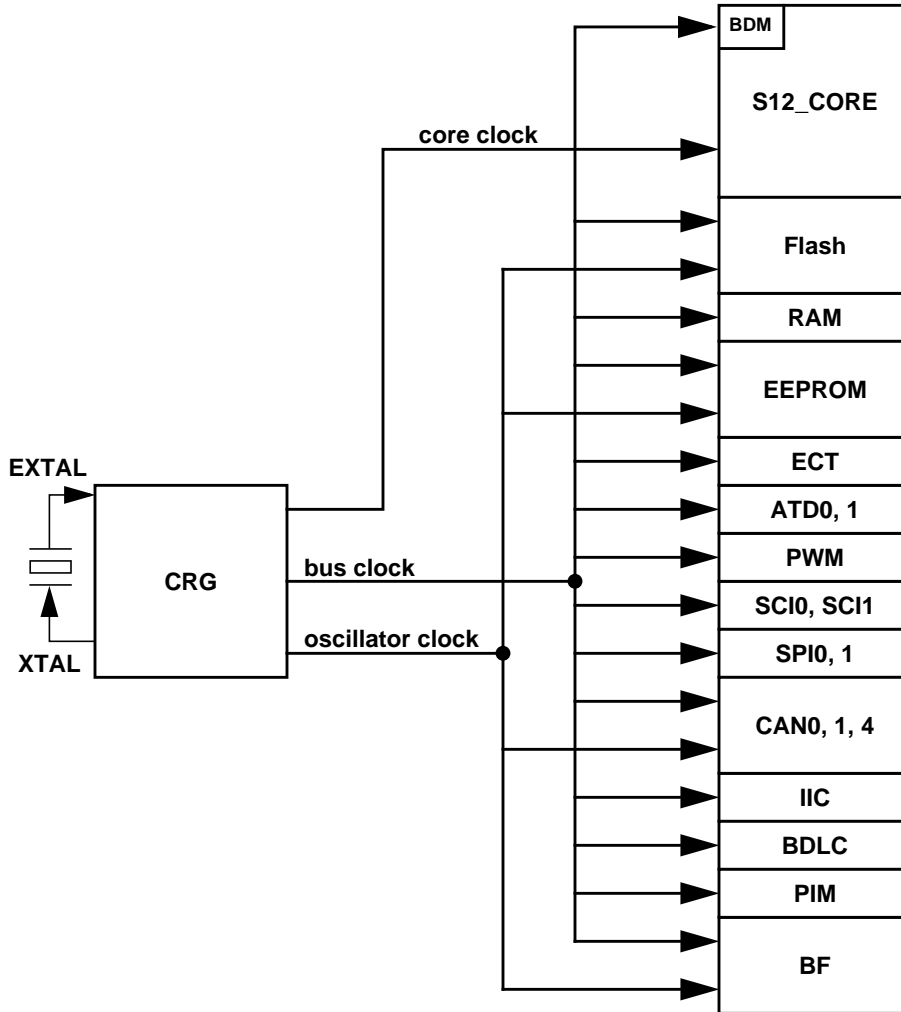 BDM
S12_CORE
core clock
Flash
RAM
EEPROM
EXTAL
ECT
ATD0, 1
PWM
CRG
bus clock
SCI0, SCI1
oscillator clock
SPI0, 1
XTAL
CAN0, 1, 4
IIC
BDLC
PIM
BF